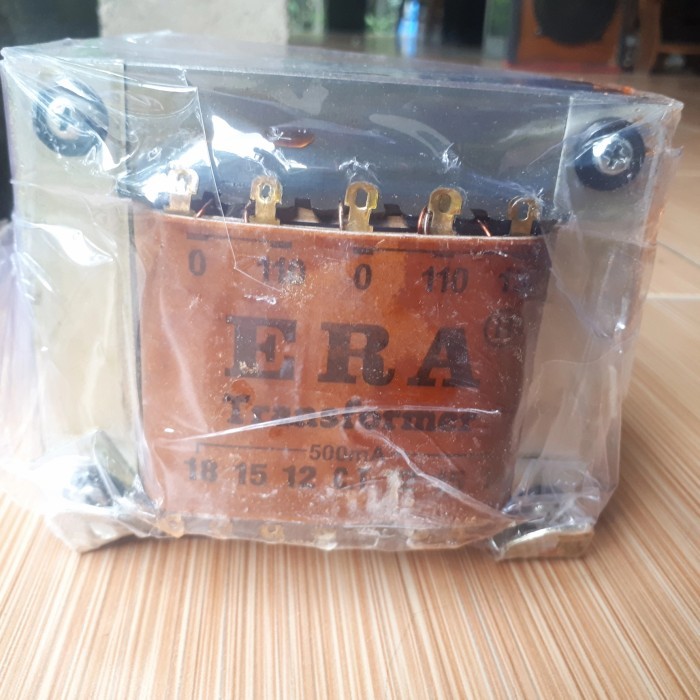 0 110 0 110
ERA
Transformer
500mA
18 15 12 C.T